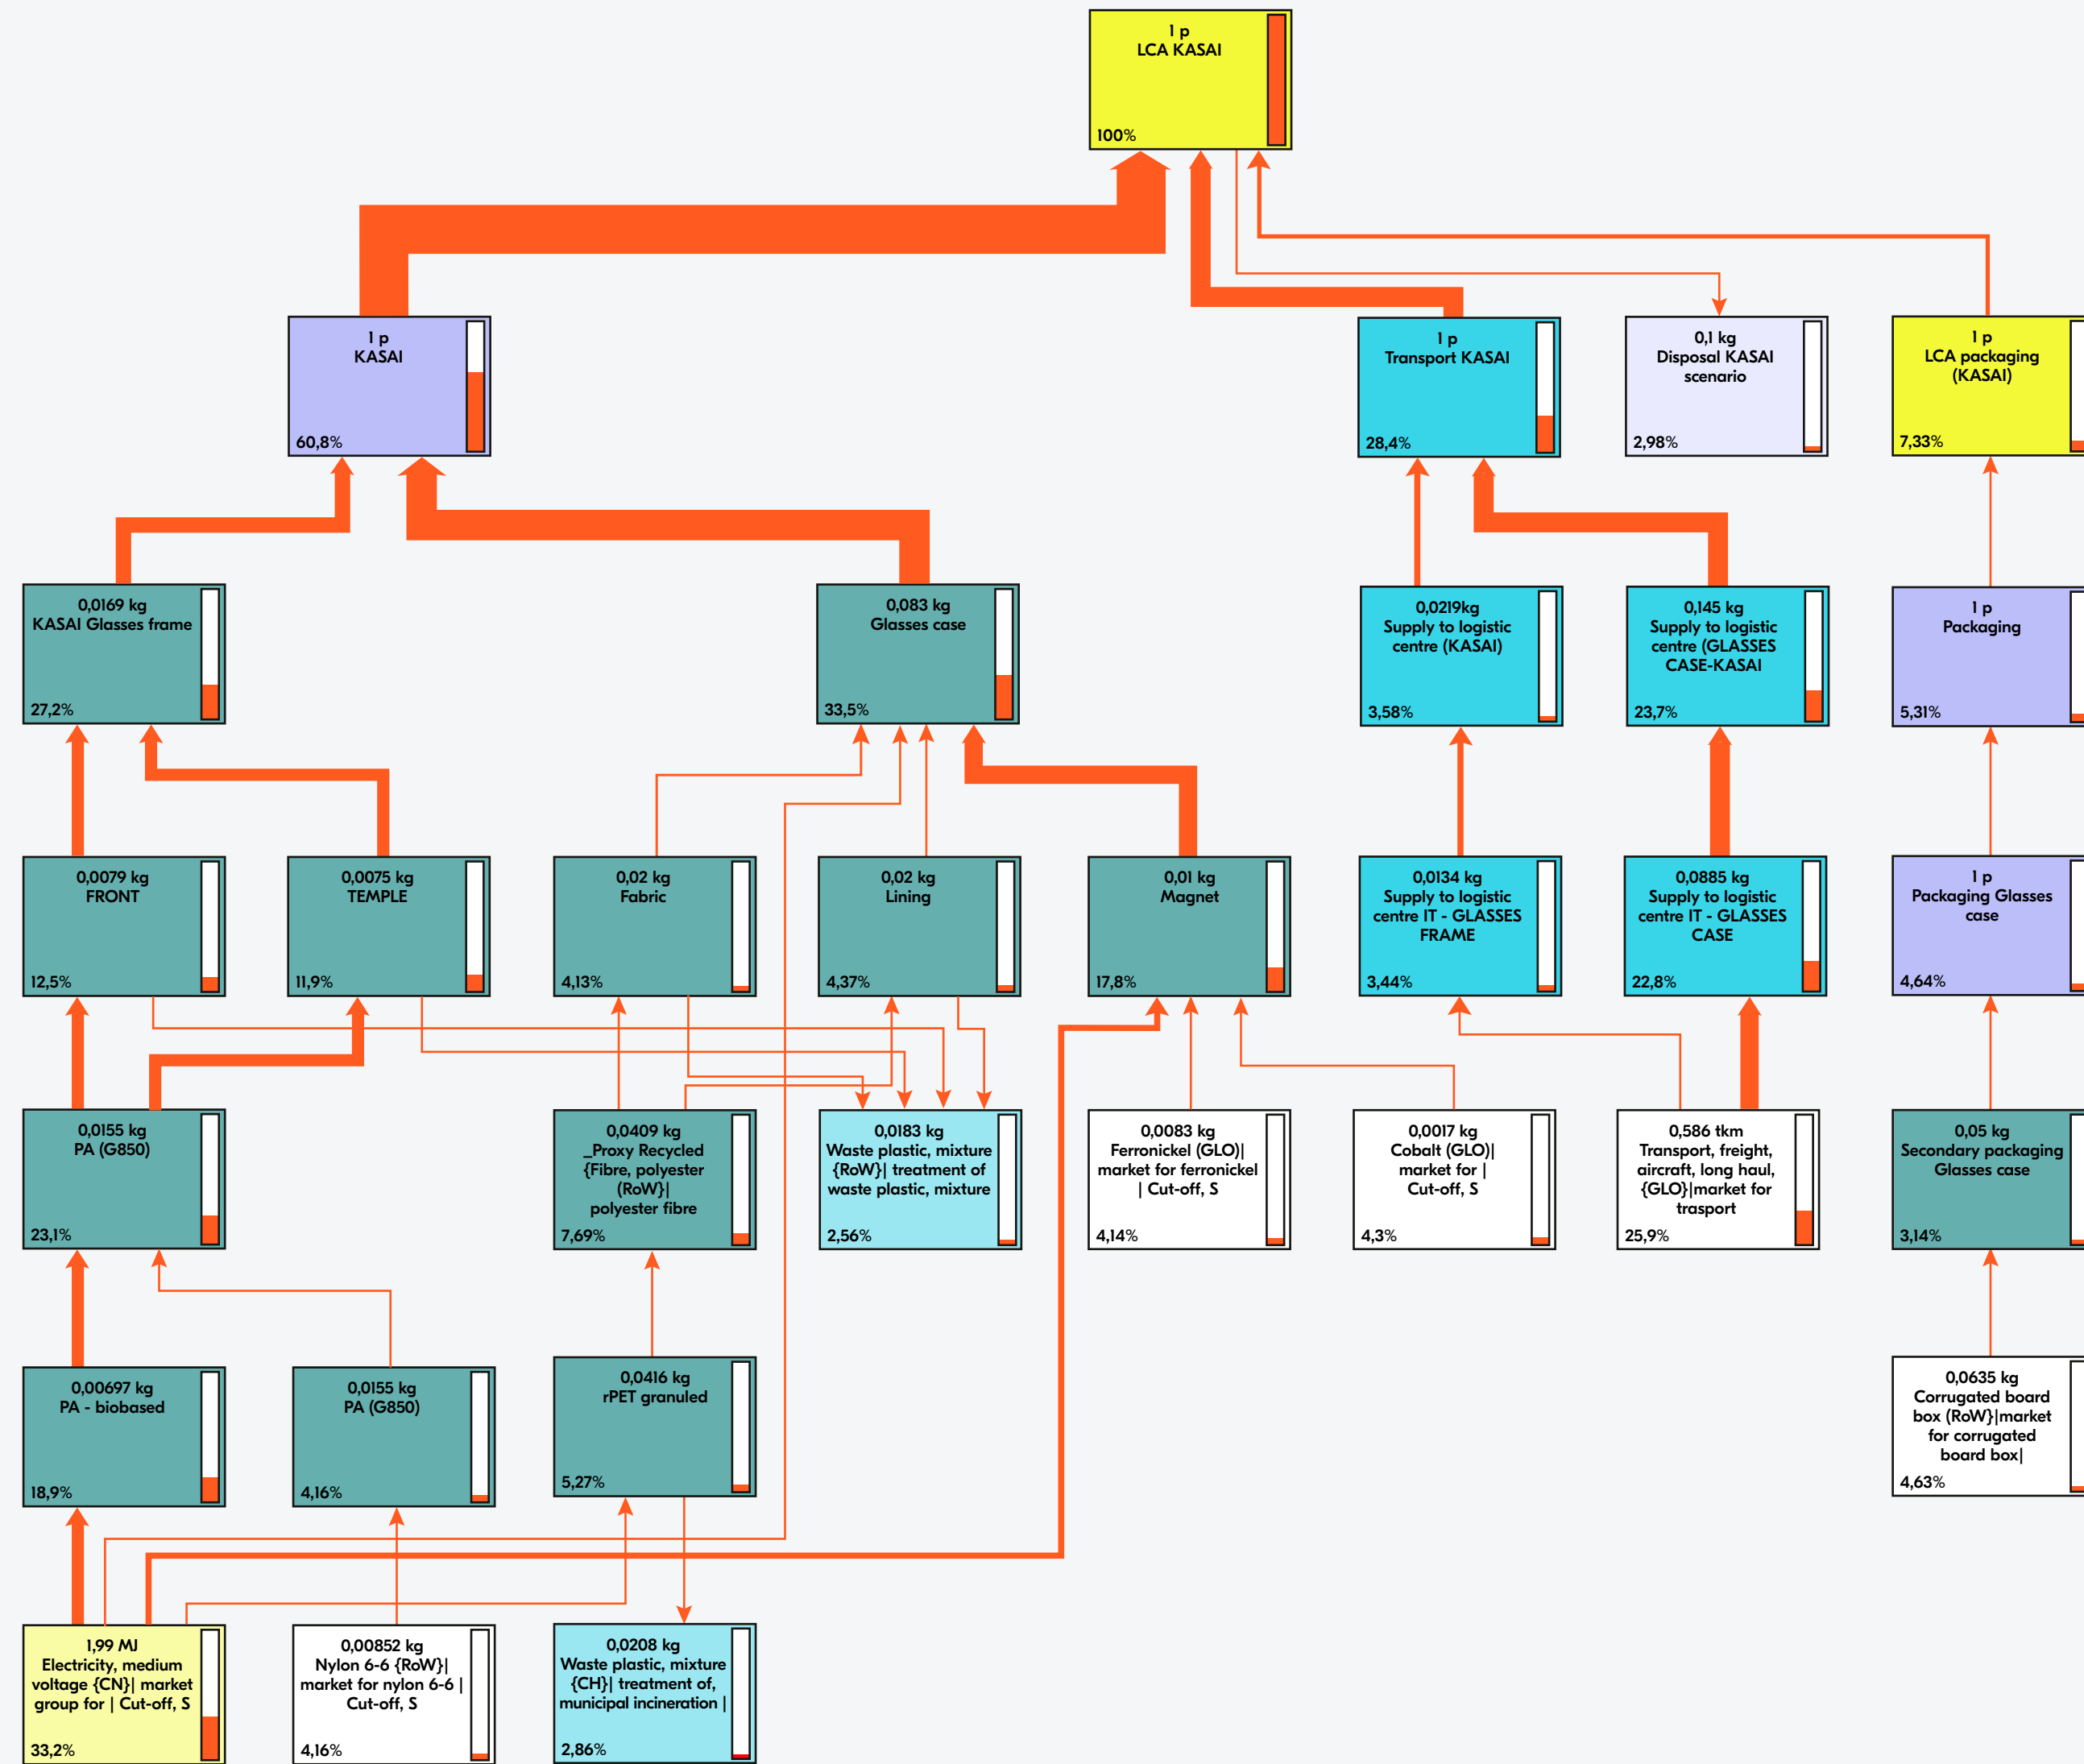 1 p
LCA KASAI
100%
1 p
KASAI
60,8%
1 p
Transport KASAI
28,4%
0,1 kg
Disposal KASAI
scenario
2,98%
1 p
LCA packaging
(KASAI)
7,33%
0,0169 kg
KASAI Glasses frame
27,2%
0,083 kg
Glasses case
33,5%
0,0219kg
Supply to logistic
centre (KASAI)
3,58%
0,145 kg
Supply to logistic
centre (GLASSES
CASE-KASAI
23,7%
1 p
Packaging
5,31%
0,0079 kg
FRONT
12,5%
0,0075 kg
TEMPLE
11,9%
0,02 kg
Fabric
4,13%
0,02 kg
Lining
4,37%
0,01 kg
Magnet
17,8%
0,0134 kg
Supply to logistic
centre IT - GLASSES
FRAME
3,44%
0,0885 kg
Supply to logistic
centre IT - GLASSES
CASE
22,8%
1 p
Packaging Glasses
case
4,64%
0,0155 kg
PA (G850)
23,1%
0,0409 kg
_Proxy Recycled
{Fibre, polyester
(RoW}|
polyester fibre
7,69%
0,0183 kg
Waste plastic, mixture
{RoW}| treatment of
waste plastic, mixture
2,56%
0,0083 kg
Ferronickel (GLO)|
market for ferronickel
| Cut-off, S
4,14%
0,0017 kg
Cobalt (GLO)|
market for |
Cut-off, S
4,3%
0,586 tkm
Transport, freight,
aircraft, long haul,
{GLO}|market for
trasport
25,9%
0,05 kg
Secondary packaging
Glasses case
3,14%
0,00697 kg
PA - biobased
18,9%
0,0155 kg
PA (G850)
4,16%
0,0416 kg
rPET granuled
5,27%
0,0635 kg
Corrugated board
box (RoW}|market
for corrugated
board box|
4,63%
1,99 MJ
Electricity, medium
voltage {CN}| market
group for | Cut-off, S
33,2%
0,00852 kg
Nylon 6-6 {RoW}|
market for nylon 6-6 |
Cut-off, S
4,16%
0,0208 kg
Waste plastic, mixture
{CH}| treatment of,
municipal incineration |
2,86%